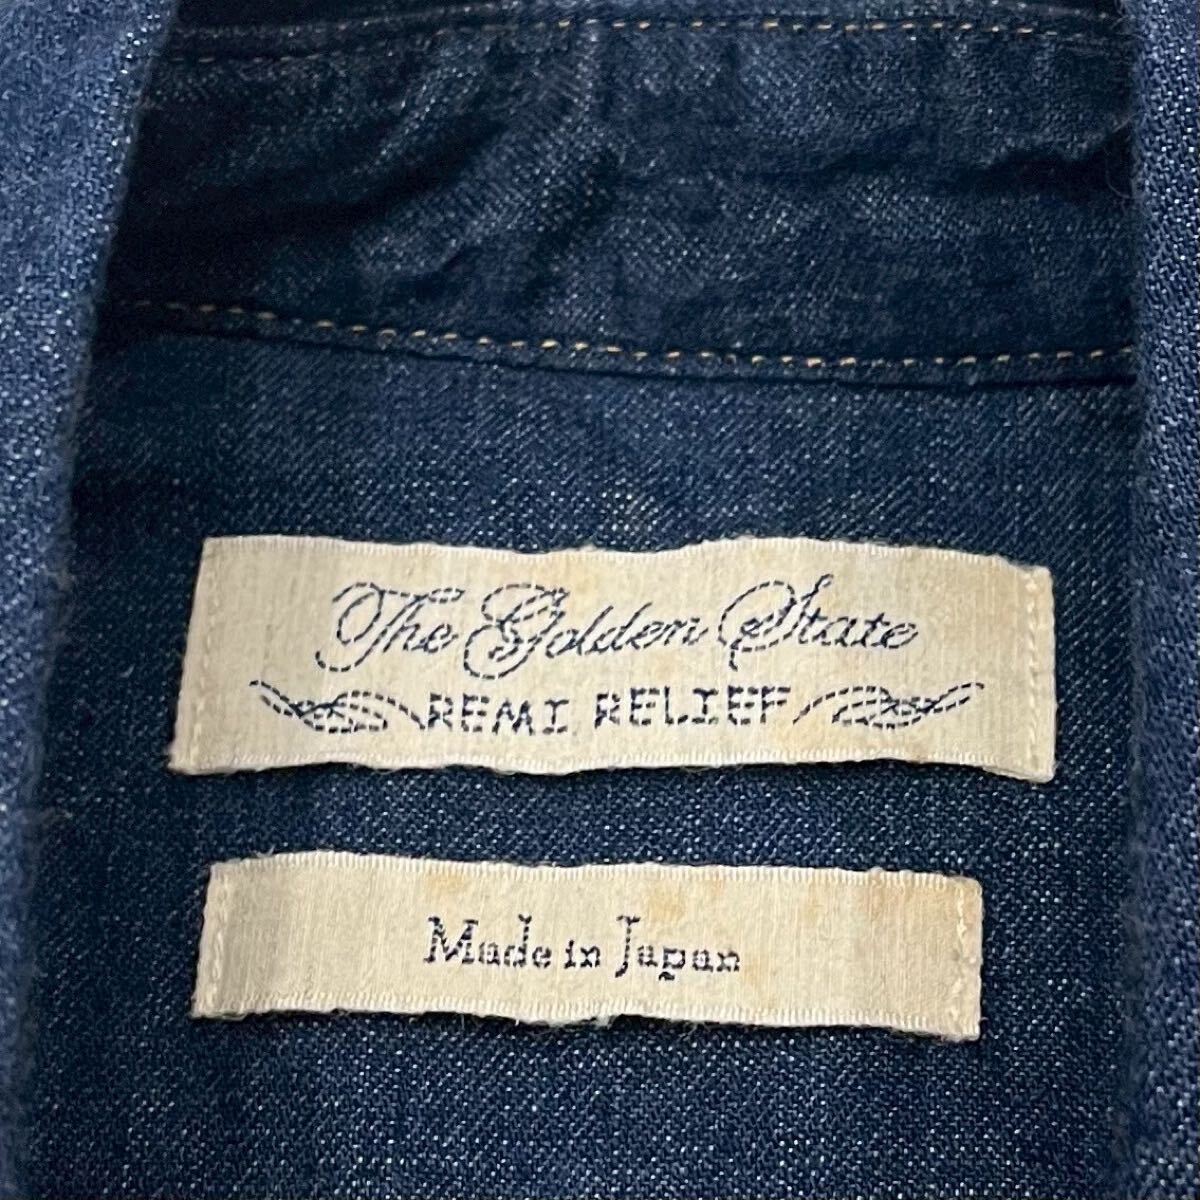 The Golden State
REMI RELIEF
Made in Japan